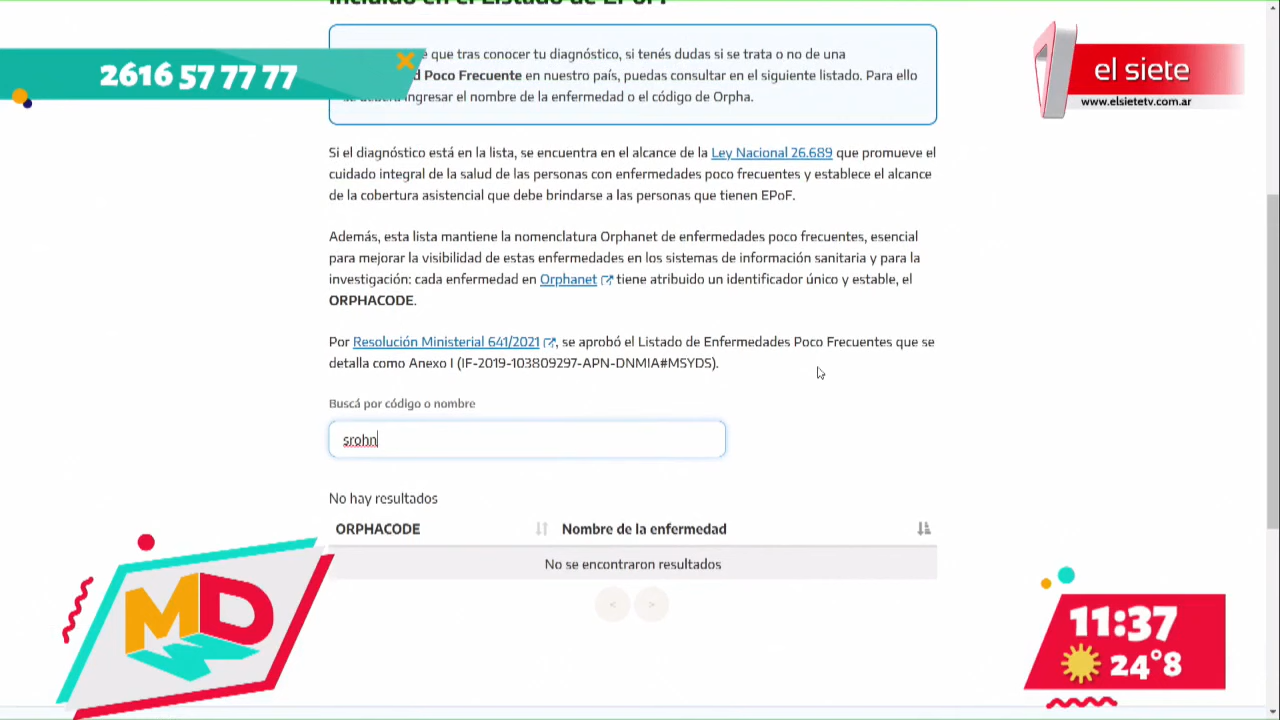 incluido en el Listado de EPoF?
e que tras conocer tu diagnóstico, si tenés dudas si se trata o no de una
d Poco Frecuente en nuestro país, puedas consultar en el siguiente listado. Para ello
ingresar el nombre de la enfermedad o el código de Orpha.
2616 57 77 77
el siete
www.elsietetv.com.ar
Si el diagnóstico está en la lista, se encuentra en el alcance de la Ley Nacional 26.689 que promueve el
cuidado integral de la salud de las personas con enfermedades poco frecuentes y establece el alcance
de la cobertura asistencial que debe brindarse a las personas que tienen EPoF.
Además, esta lista mantiene la nomenclatura Orphanet de enfermedades poco frecuentes, esencial
para mejorar la visibilidad de estas enfermedades en los sistemas de información sanitaria y para la
investigación: cada enfermedad en Orphanet tiene atribuido un identificador único y estable, el
ORPHACODE.
Por Resolución Ministerial 641/2021, se aprobó el Listado de Enfermedades Poco Frecuentes que se
detalla como Anexo I (IF-2019-103809297-APN-DNMIA#MSYDS).
Buscá por código o nombre
srohn
No hay resultados
ORPHACODE Nombre de la enfermedad
No se encontraron resultados
< >
MD
11:37
24°8